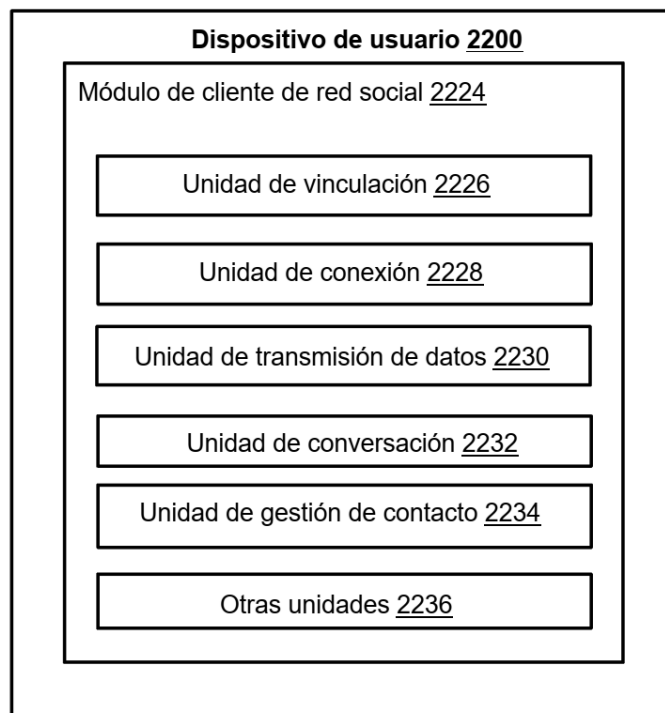 Dispositivo de usuario 2200
Módulo de cliente de red social 2224
Unidad de vinculación 2226
Unidad de conexión 2228
Unidad de transmisión de datos 2230
Unidad de conversación 2232
Unidad de gestión de contacto 2234
Otras unidades 2236